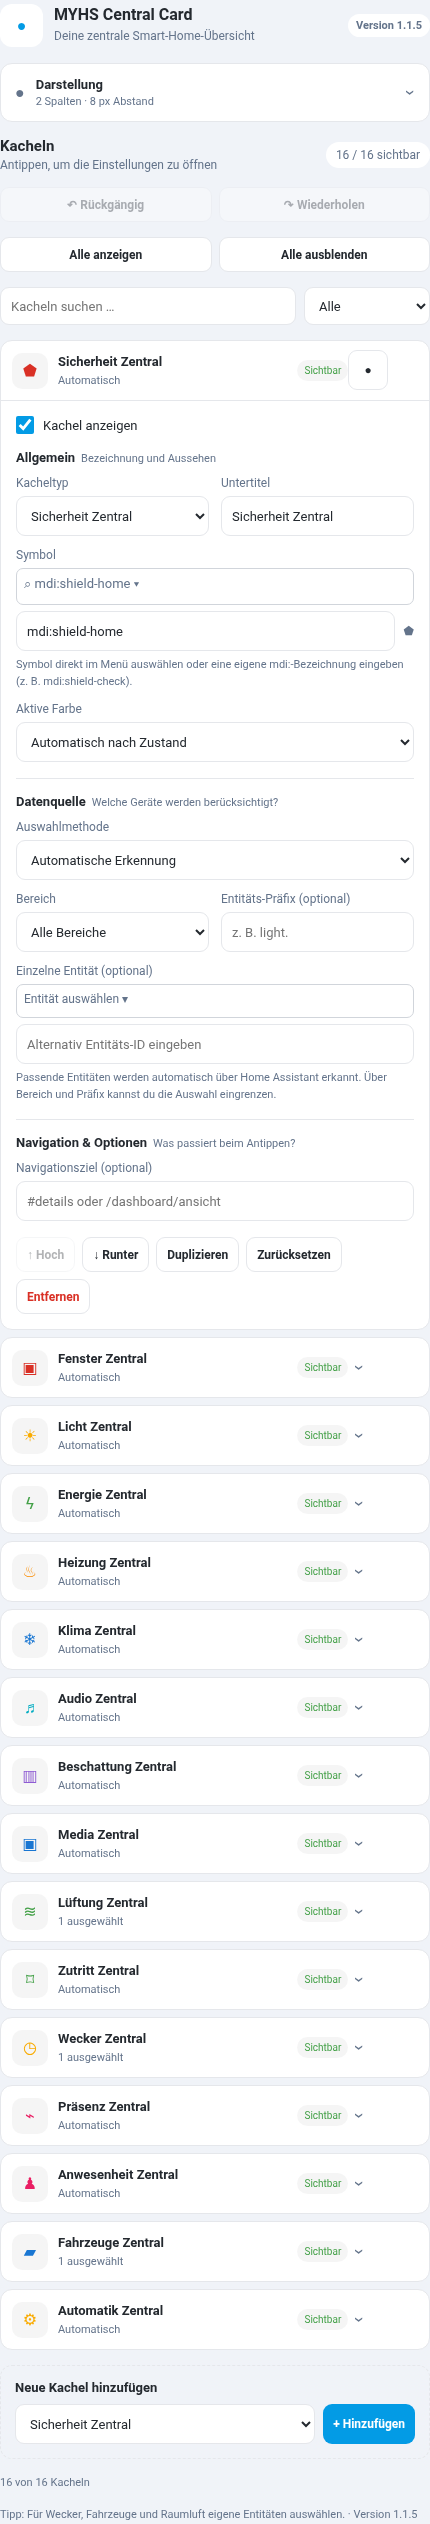 MYHS Central Card
Deine zentrale Smart-Home-Übersicht
Version 1.1.5
Darstellung
2 Spalten · 8 px Abstand
Kacheln
Antippen, um die Einstellungen zu öffnen
16 / 16 sichtbar
↶ Rückgängig
↷ Wiederholen
Alle anzeigen
Alle ausblenden
Kacheln suchen …
Alle
Sicherheit Zentral
Automatisch
Sichtbar
Kachel anzeigen
Allgemein Bezeichnung und Aussehen
Kacheltyp
Untertitel
Sicherheit Zentral
Sicherheit Zentral
Symbol
⌕ mdi:shield-home ▾
mdi:shield-home
Symbol direkt im Menü auswählen oder eine eigene mdi:-Bezeichnung eingeben
(z. B. mdi:shield-check).
Aktive Farbe
Automatisch nach Zustand
Datenquelle Welche Geräte werden berücksichtigt?
Auswahlmethode
Automatische Erkennung
Bereich
Entitäts-Präfix (optional)
Alle Bereiche
z. B. light.
Einzelne Entität (optional)
Entität auswählen ▾
Alternativ Entitäts-ID eingeben
Passende Entitäten werden automatisch über Home Assistant erkannt. Über
Bereich und Präfix kannst du die Auswahl eingrenzen.
Navigation & Optionen Was passiert beim Antippen?
Navigationsziel (optional)
#details oder /dashboard/ansicht
↑ Hoch
↓ Runter
Duplizieren
Zurücksetzen
Entfernen
Fenster Zentral
Automatisch
Sichtbar
Licht Zentral
Automatisch
Sichtbar
Energie Zentral
Automatisch
Sichtbar
Heizung Zentral
Automatisch
Sichtbar
Klima Zentral
Automatisch
Sichtbar
Audio Zentral
Automatisch
Sichtbar
Beschattung Zentral
Automatisch
Sichtbar
Media Zentral
Automatisch
Sichtbar
Lüftung Zentral
1 ausgewählt
Sichtbar
Zutritt Zentral
Automatisch
Sichtbar
Wecker Zentral
1 ausgewählt
Sichtbar
Präsenz Zentral
Automatisch
Sichtbar
Anwesenheit Zentral
Automatisch
Sichtbar
Fahrzeuge Zentral
1 ausgewählt
Sichtbar
Automatik Zentral
Automatisch
Sichtbar
Neue Kachel hinzufügen
Sicherheit Zentral
+ Hinzufügen
16 von 16 Kacheln
Tipp: Für Wecker, Fahrzeuge und Raumluft eigene Entitäten auswählen. · Version 1.1.5